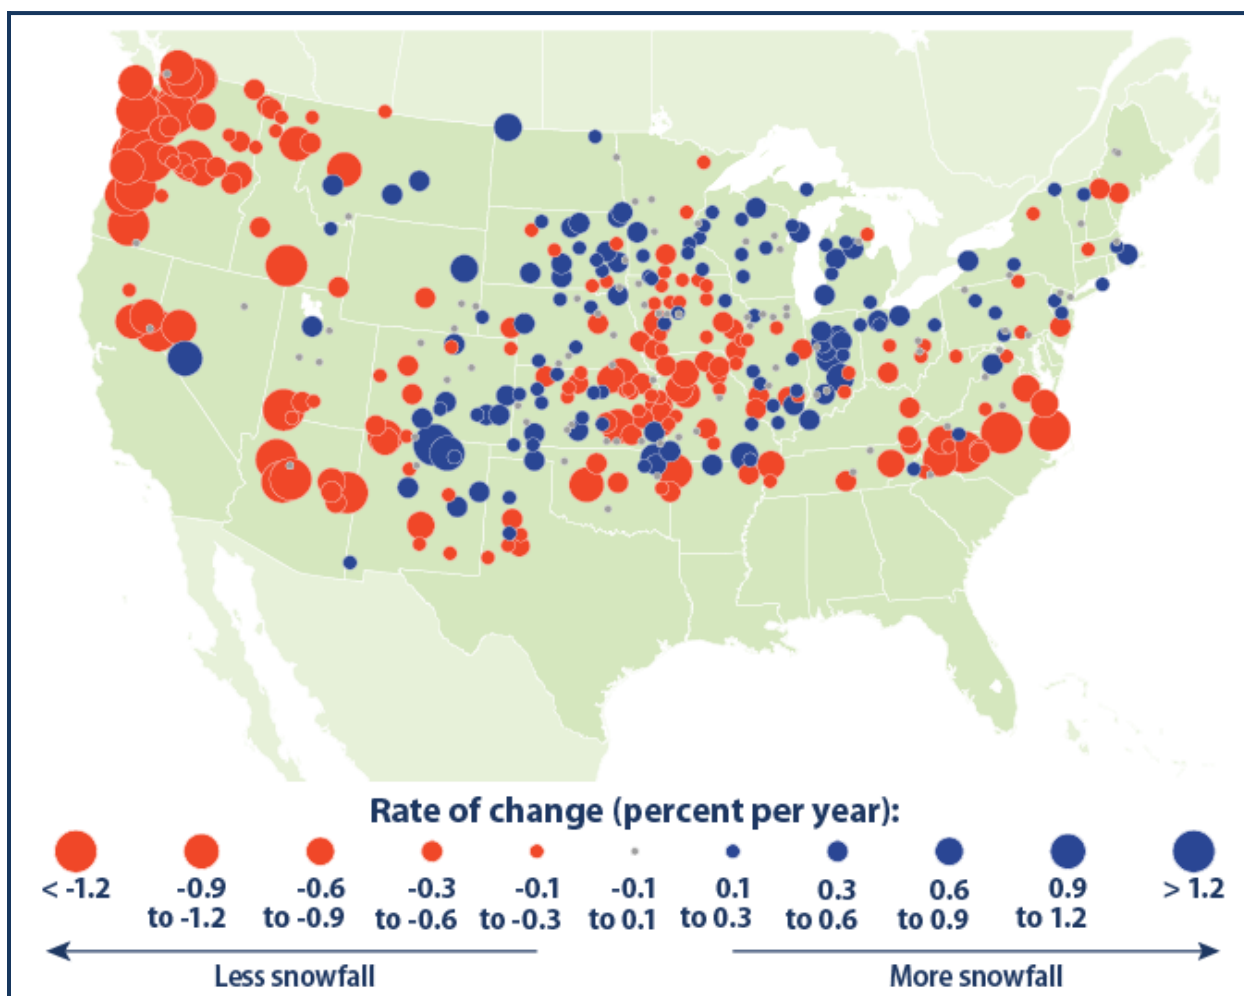 Rate of change (percent per year):
< -1.2 -0.9 -0.6 -0.3 -0.1 -0.1 0.1 0.3 0.6 0.9 > 1.2
to -1.2 to -0.9 to -0.6 to -0.3 to 0.1 to 0.3 to 0.6 to 0.9 to 1.2
Less snowfall More snowfall